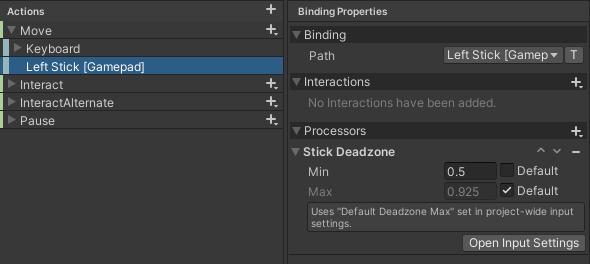 Actions
Move
Keyboard
Left Stick [Gamepad]
Interact
InteractAlternate
Pause
Binding Properties
Binding
Path Left Stick [Gamep T
Interactions
No Interactions have been added.
Processors
Stick Deadzone
Min 0.5 Default
Max 0.925 Default
Uses "Default Deadzone Max" set in project-wide input
settings.
Open Input Settings